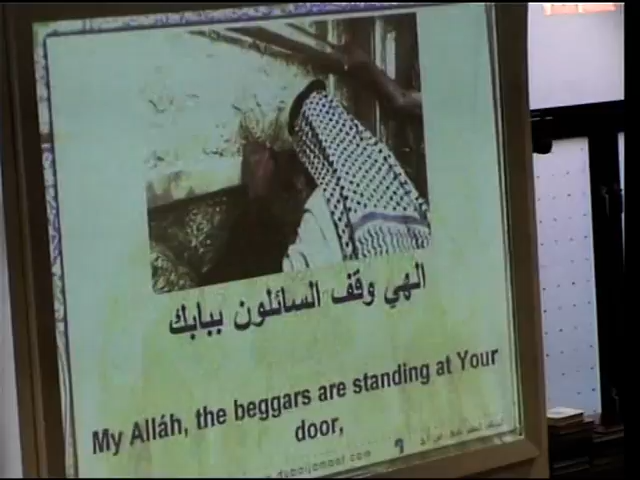 الهي وقف السائلون ببابك
My Alláh, the beggars are standing at Your
door,